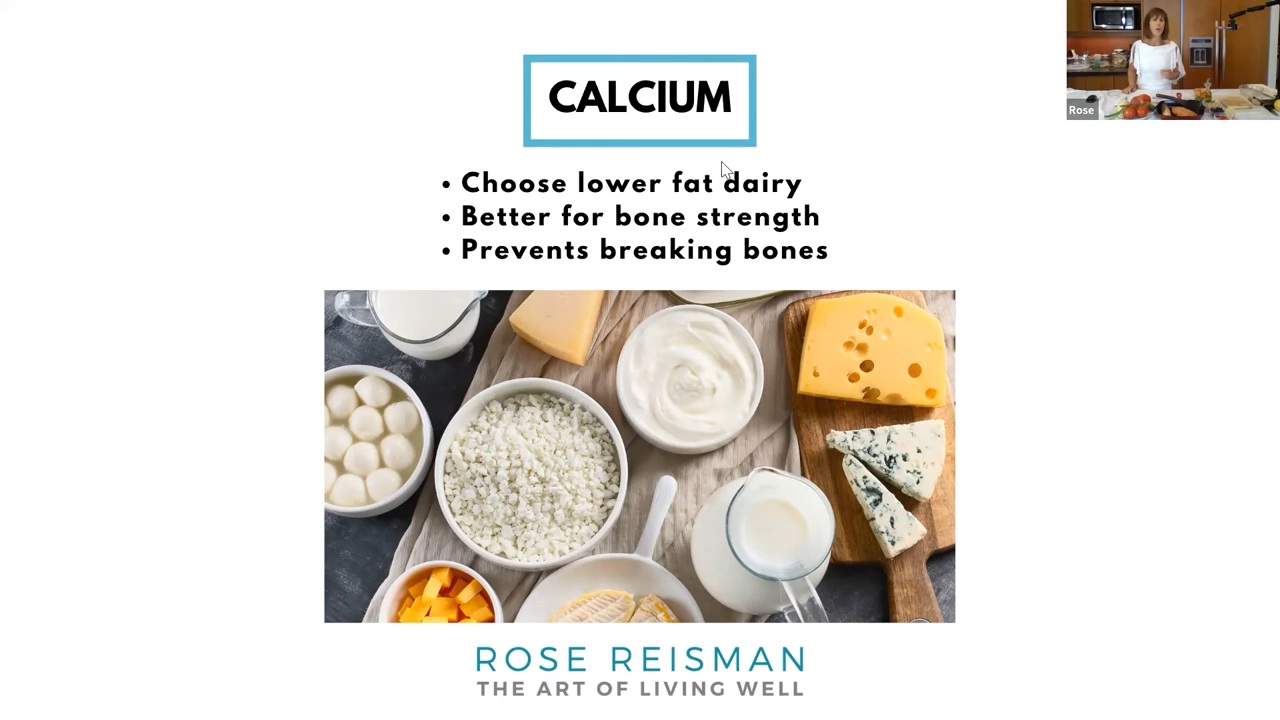 CALCIUM
• Choose lower fat dairy
• Better for bone strength
• Prevents breaking bones
ROSE REISMAN
THE ART OF LIVING WELL
Rose